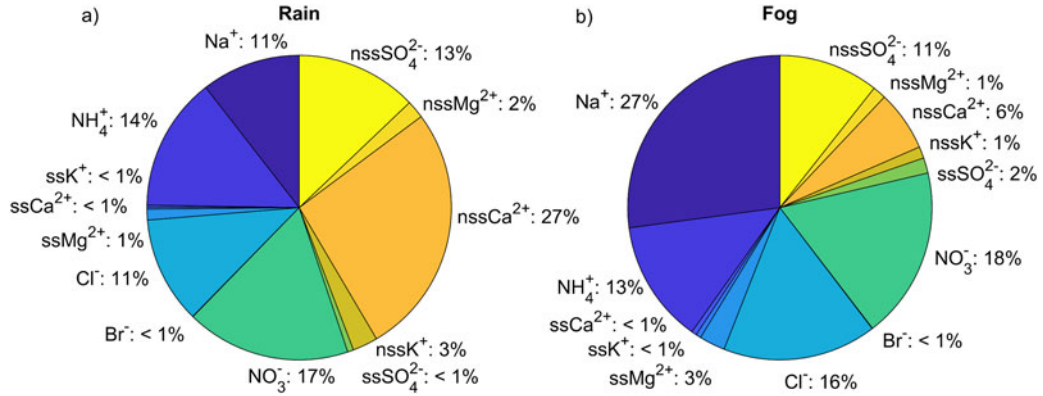 a) Rain
Na⁺: 11%
nssSO₄²⁻: 13%
nssMg²⁺: 2%
NH₄⁺: 14%
ssK⁺: < 1%
ssCa²⁺: < 1%
nssCa²⁺: 27%
ssMg²⁺: 1%
Cl⁻: 11%
Br⁻: < 1%
nssK⁺: 3%
NO₃⁻: 17%
ssSO₄²⁻: < 1%
b) Fog
nssSO₄²⁻: 11%
nssMg²⁺: 1%
Na⁺: 27%
nssCa²⁺: 6%
nssK⁺: 1%
ssSO₄²⁻: 2%
NO₃⁻: 18%
NH₄⁺: 13%
ssCa²⁺: < 1%
Br⁻: < 1%
ssK⁺: < 1%
ssMg²⁺: 3%
Cl⁻: 16%